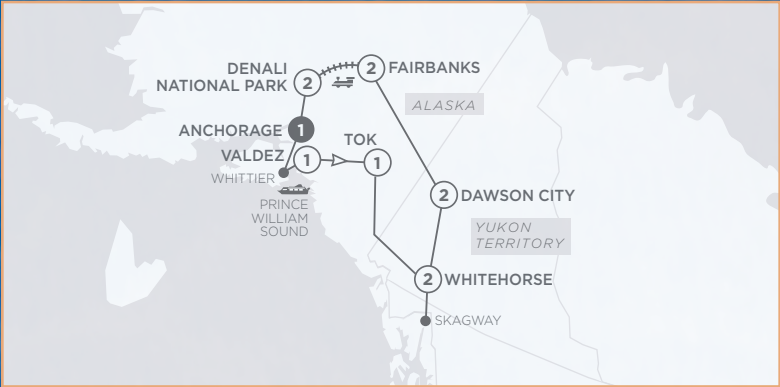 DENALI
NATIONAL PARK
2
2
FAIRBANKS
ALASKA
ANCHORAGE
1
TOK
VALDEZ
1
1
WHITTIER
PRINCE
WILLIAM
SOUND
2
DAWSON CITY
YUKON
TERRITORY
2
WHITEHORSE
SKAGWAY